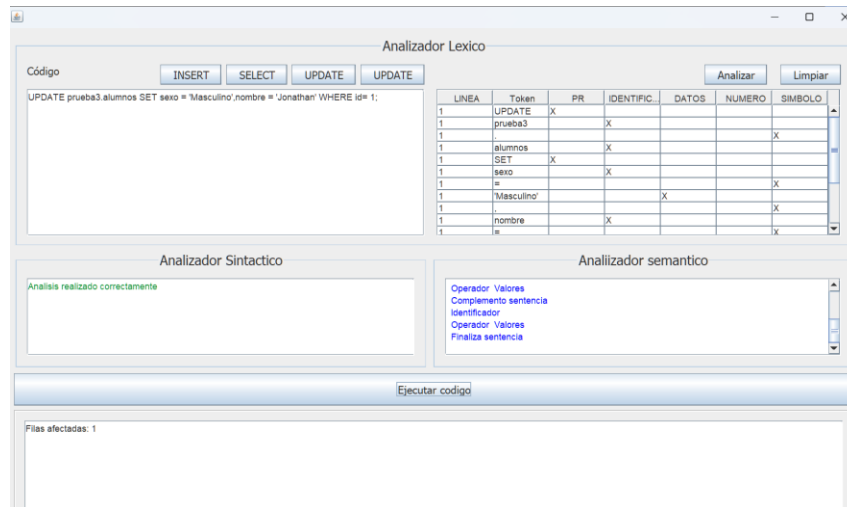 Analizador Lexico
Código INSERT SELECT UPDATE UPDATE Analizar Limpiar
UPDATE prueba3.alumnos SET sexo = 'Masculino',nombre = 'Jonathan' WHERE id= 1;
LINEA Token PR IDENTIFIC... DATOS NUMERO SIMBOLO
1 UPDATE X
1 prueba3 X
1 . X
1 alumnos X
1 SET X
1 sexo X
1 = X
1 'Masculino' X
1 , X
1 nombre X
1 = X
Analizador Sintactico
Analisis realizado correctamente
Analiizador semantico
Operador Valores
Complemento sentencia
Identificador
Operador Valores
Finaliza sentencia
Ejecutar codigo
Filas afectadas: 1